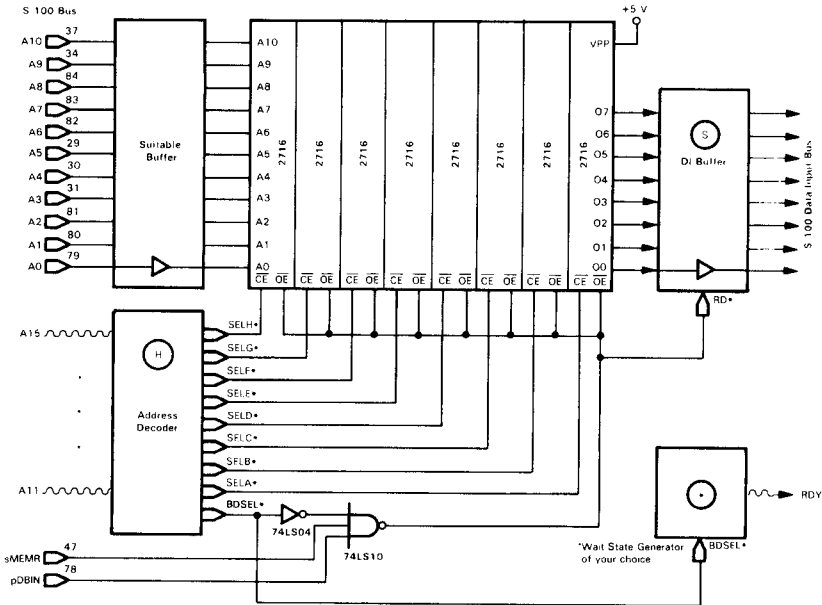 S 100 Bus
+5 V
A10 37
A9 34
A8 84
A7 83
A6 82
A5 29
A4 30
A3 31
A2 81
A1 80
A0 79
Suitable
Buffer
A10
A9
A8
A7
A6
A5
A4
A3
A2
A1
A0
2716
2716
2716
2716
2716
2716
2716
2716
VPP
O7
O6
O5
O4
O3
O2
O1
O0
CE OE CE OE CE OE CE OE CE OE CE OE CE OE CE OE
S
DI Buffer
S 100 Data Input Bus
RD*
A15
A11
H
Address
Decoder
SELH*
SELG*
SELF*
SELE*
SELD*
SELC*
SELB*
SELA*
BDSEL*
74LS04
74LS10
sMEMR 47
pDBIN 78
*
RDY
*Wait State Generator
of your choice
BDSEL*